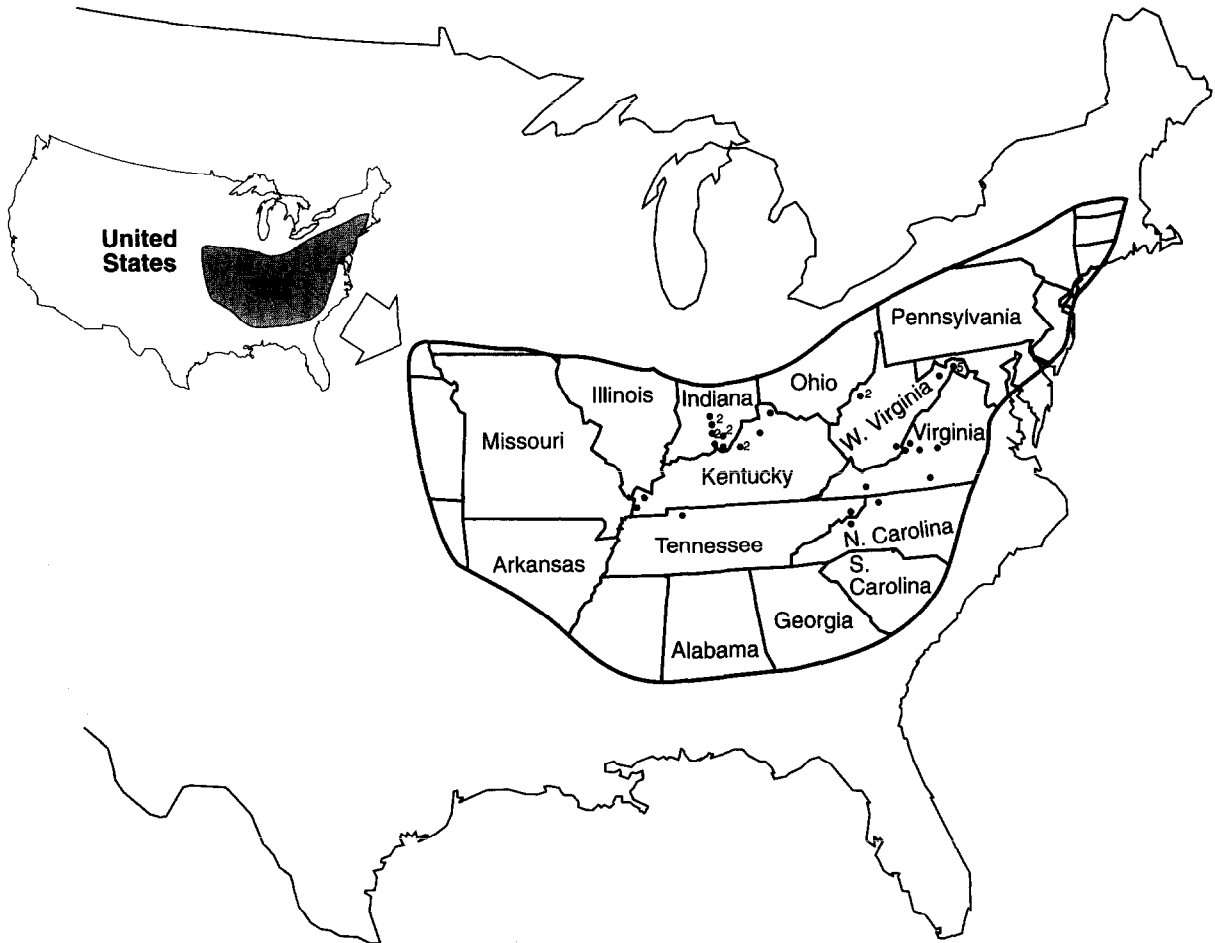 United
States
Pennsylvania
Ohio
Illinois
Indiana
W. Virginia
Virginia
Missouri
Kentucky
2
2
2
2
2
2
5
N. Carolina
Tennessee
Arkansas
S.
Carolina
Georgia
Alabama